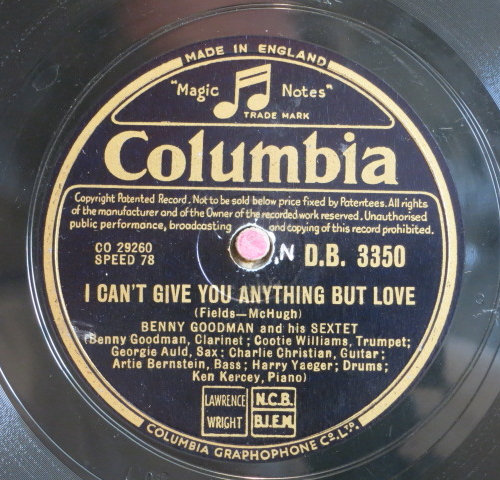 MADE IN ENGLAND
"Magic Notes"
TRADE MARK
Columbia
Copyright Patented Record. Not to be sold below price fixed by Patentees. All rights
of the manufacturer and of the Owner of the recorded work reserved. Unauthorised
public performance, broadcasting and copying of this record prohibited.
CO 29260
SPEED 78
N D.B. 3350
I CAN'T GIVE YOU ANYTHING BUT LOVE
(Fields—McHugh)
BENNY GOODMAN and his SEXTET
(Benny Goodman, Clarinet; Cootie Williams, Trumpet;
Georgie Auld, Sax: Charlie Christian, Guitar;
Artie Bernstein, Bass; Harry Yaeger; Drums;
Ken Kercey, Piano)
LAWRENCE
WRIGHT
N.C.B.
B.I.E.M.
COLUMBIA GRAPHOPHONE CO. LTD.